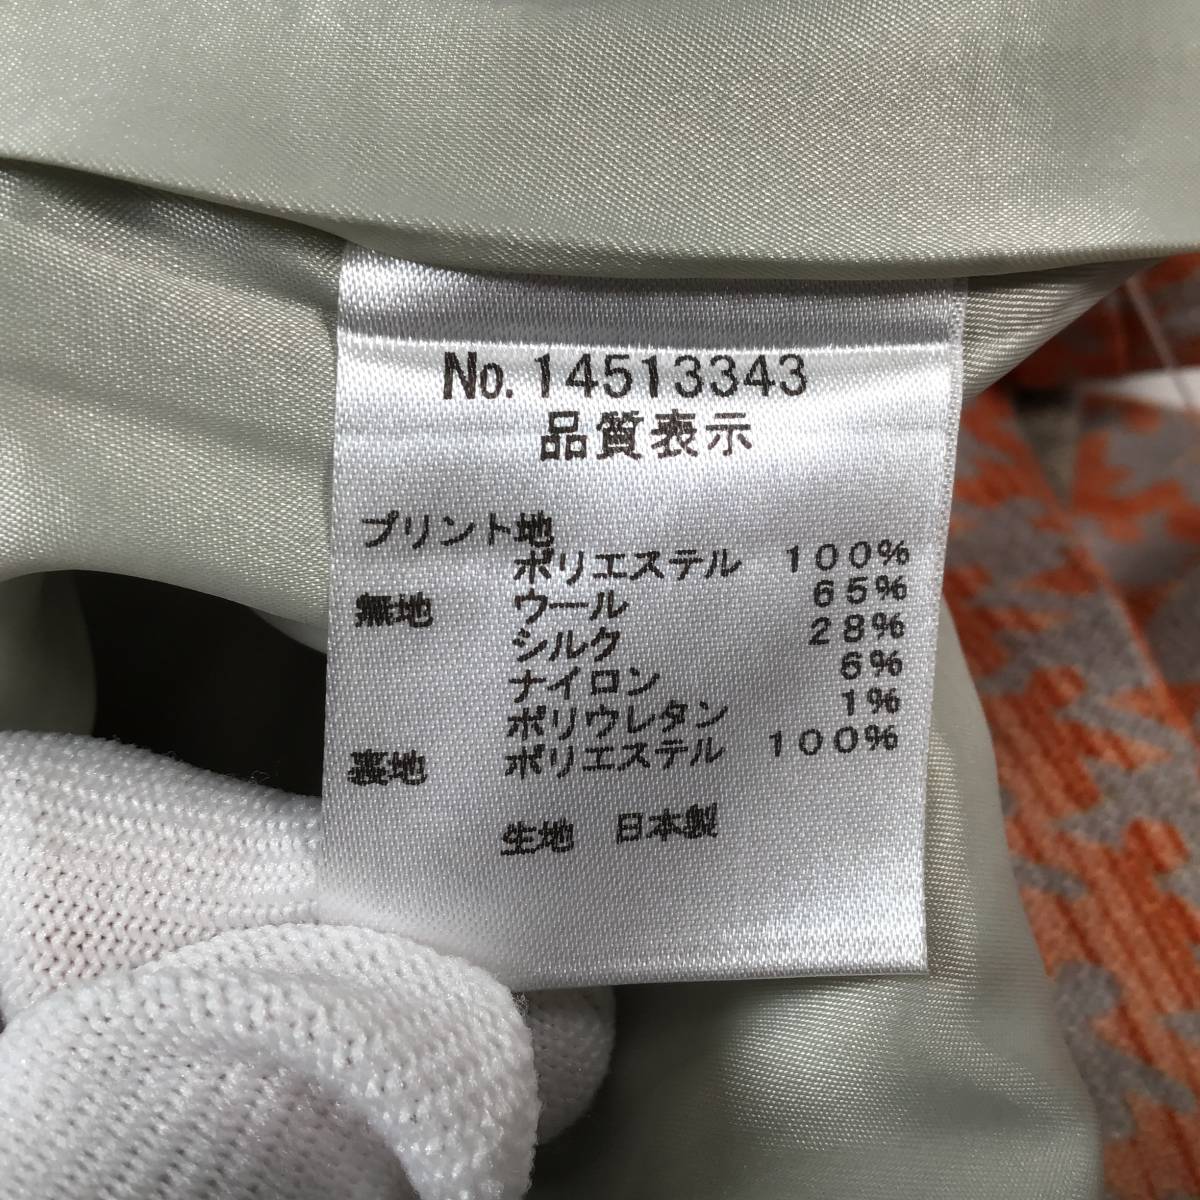 No.14513343
品質表示
プリント地
ポリエステル 100%
無地 ウール 65%
シルク 28%
ナイロン 6%
ポリウレタン 1%
裏地 ポリエステル 100%
生地 日本製